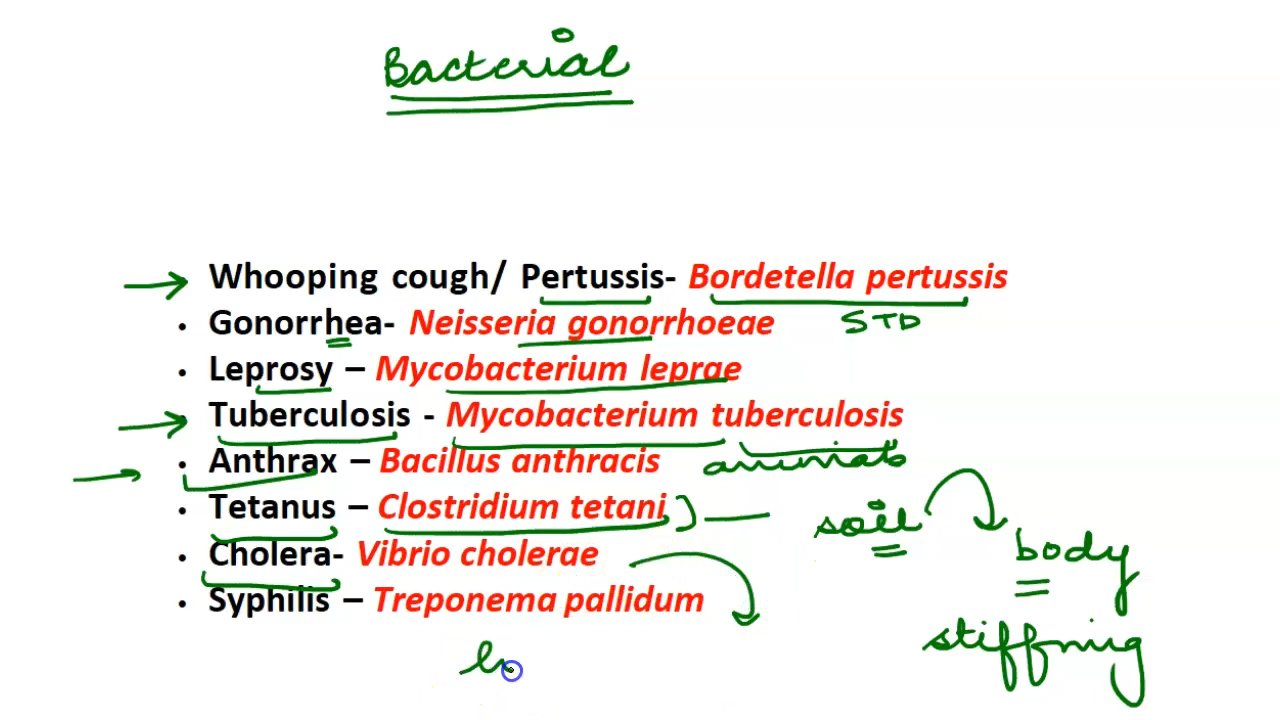 Bacterial
Whooping cough/ Pertussis- Bordetella pertussis
• Gonorrhea- Neisseria gonorrhoeae STD
• Leprosy – Mycobacterium leprae
Tuberculosis - Mycobacterium tuberculosis
• Anthrax – Bacillus anthracis animals
• Tetanus – Clostridium tetani soil
• Cholera- Vibrio cholerae body
• Syphilis – Treponema pallidum
stiffning